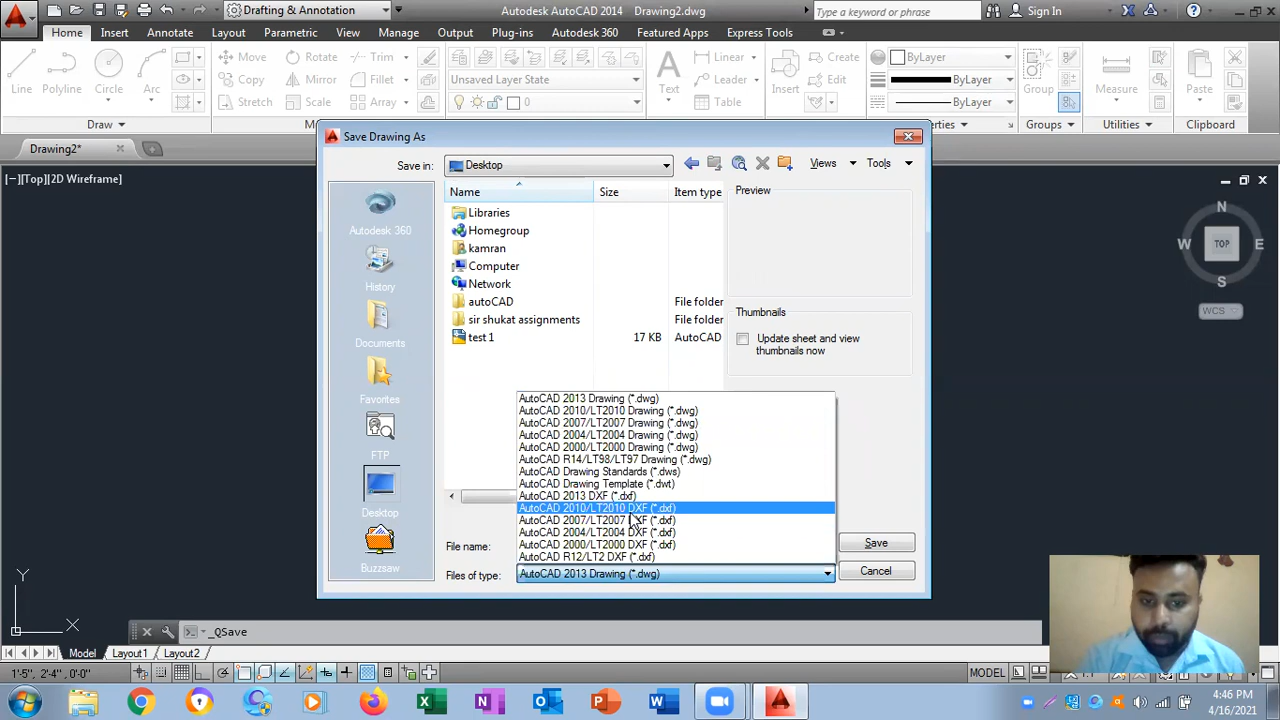 Drafting & Annotation
Autodesk AutoCAD 2014 Drawing2.dwg
Type a keyword or phrase
Sign In
Home Insert Annotate Layout Parametric View Manage Output Plug-ins Autodesk 360 Featured Apps Express Tools
Line Polyline Circle Arc
Move Rotate Trim
Copy Mirror Fillet
Stretch Scale Array
Unsaved Layer State
0
Text
Linear
Leader
Table
Insert
Create
Edit
ByLayer
ByLayer
ByLayer
Group
Measure
Paste
Draw
Groups
Utilities
Clipboard
Drawing2*
[−][Top][2D Wireframe]
Save Drawing As
Save in:
Desktop
Views
Tools
Name Size Item type
Preview
Autodesk 360
History
Documents
Favorites
FTP
Desktop
Buzzsaw
Libraries
Homegroup
kamran
Computer
Network
autoCAD File folder
sir shukat assignments File folder
test 1 17 KB AutoCAD
Thumbnails
Update sheet and view
thumbnails now
AutoCAD 2013 Drawing (*.dwg)
AutoCAD 2010/LT2010 Drawing (*.dwg)
AutoCAD 2007/LT2007 Drawing (*.dwg)
AutoCAD 2004/LT2004 Drawing (*.dwg)
AutoCAD 2000/LT2000 Drawing (*.dwg)
AutoCAD R14/LT98/LT97 Drawing (*.dwg)
AutoCAD Drawing Standards (*.dws)
AutoCAD Drawing Template (*.dwt)
AutoCAD 2013 DXF (*.dxf)
AutoCAD 2010/LT2010 DXF (*.dxf)
AutoCAD 2007/LT2007 DXF (*.dxf)
AutoCAD 2004/LT2004 DXF (*.dxf)
AutoCAD 2000/LT2000 DXF (*.dxf)
AutoCAD R12/LT2 DXF (*.dxf)
File name:
Save
Files of type:
AutoCAD 2013 Drawing (*.dwg)
Cancel
N
W TOP E
S
WCS
Y
X
_QSave
Model Layout1 Layout2
1'-5", 2'-4", 0'-0"
MODEL
4:46 PM
4/16/2021